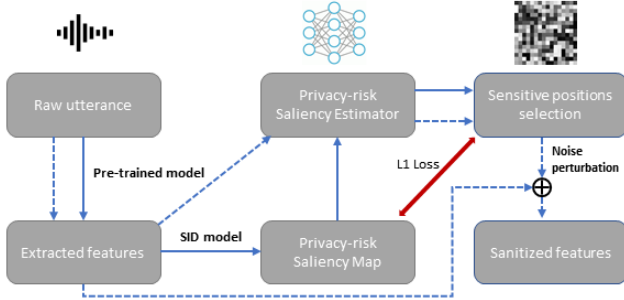 Raw utterance
Privacy-risk
Saliency Estimator
Sensitive positions
selection
Pre-trained model
L1 Loss
Noise
perturbation
Extracted features
SID model
Privacy-risk
Saliency Map
Sanitized features